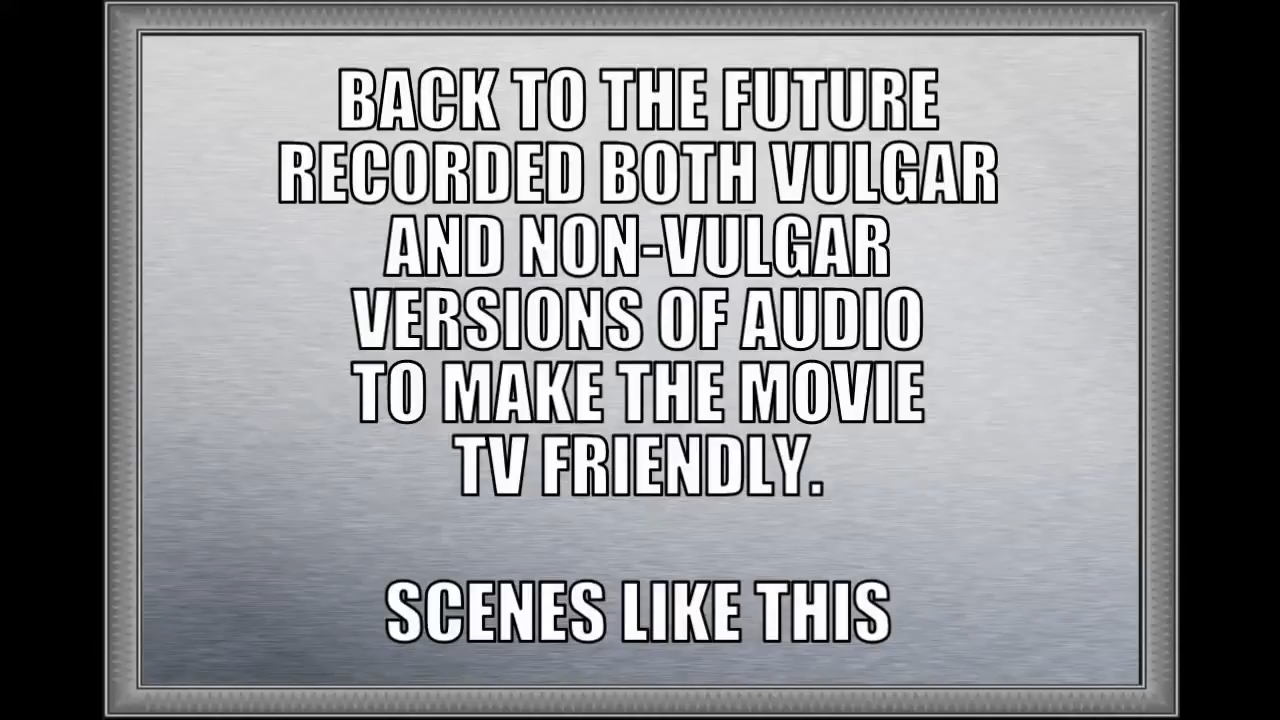 BACK TO THE FUTURE
RECORDED BOTH VULGAR
AND NON-VULGAR
VERSIONS OF AUDIO
TO MAKE THE MOVIE
TV FRIENDLY.
SCENES LIKE THIS